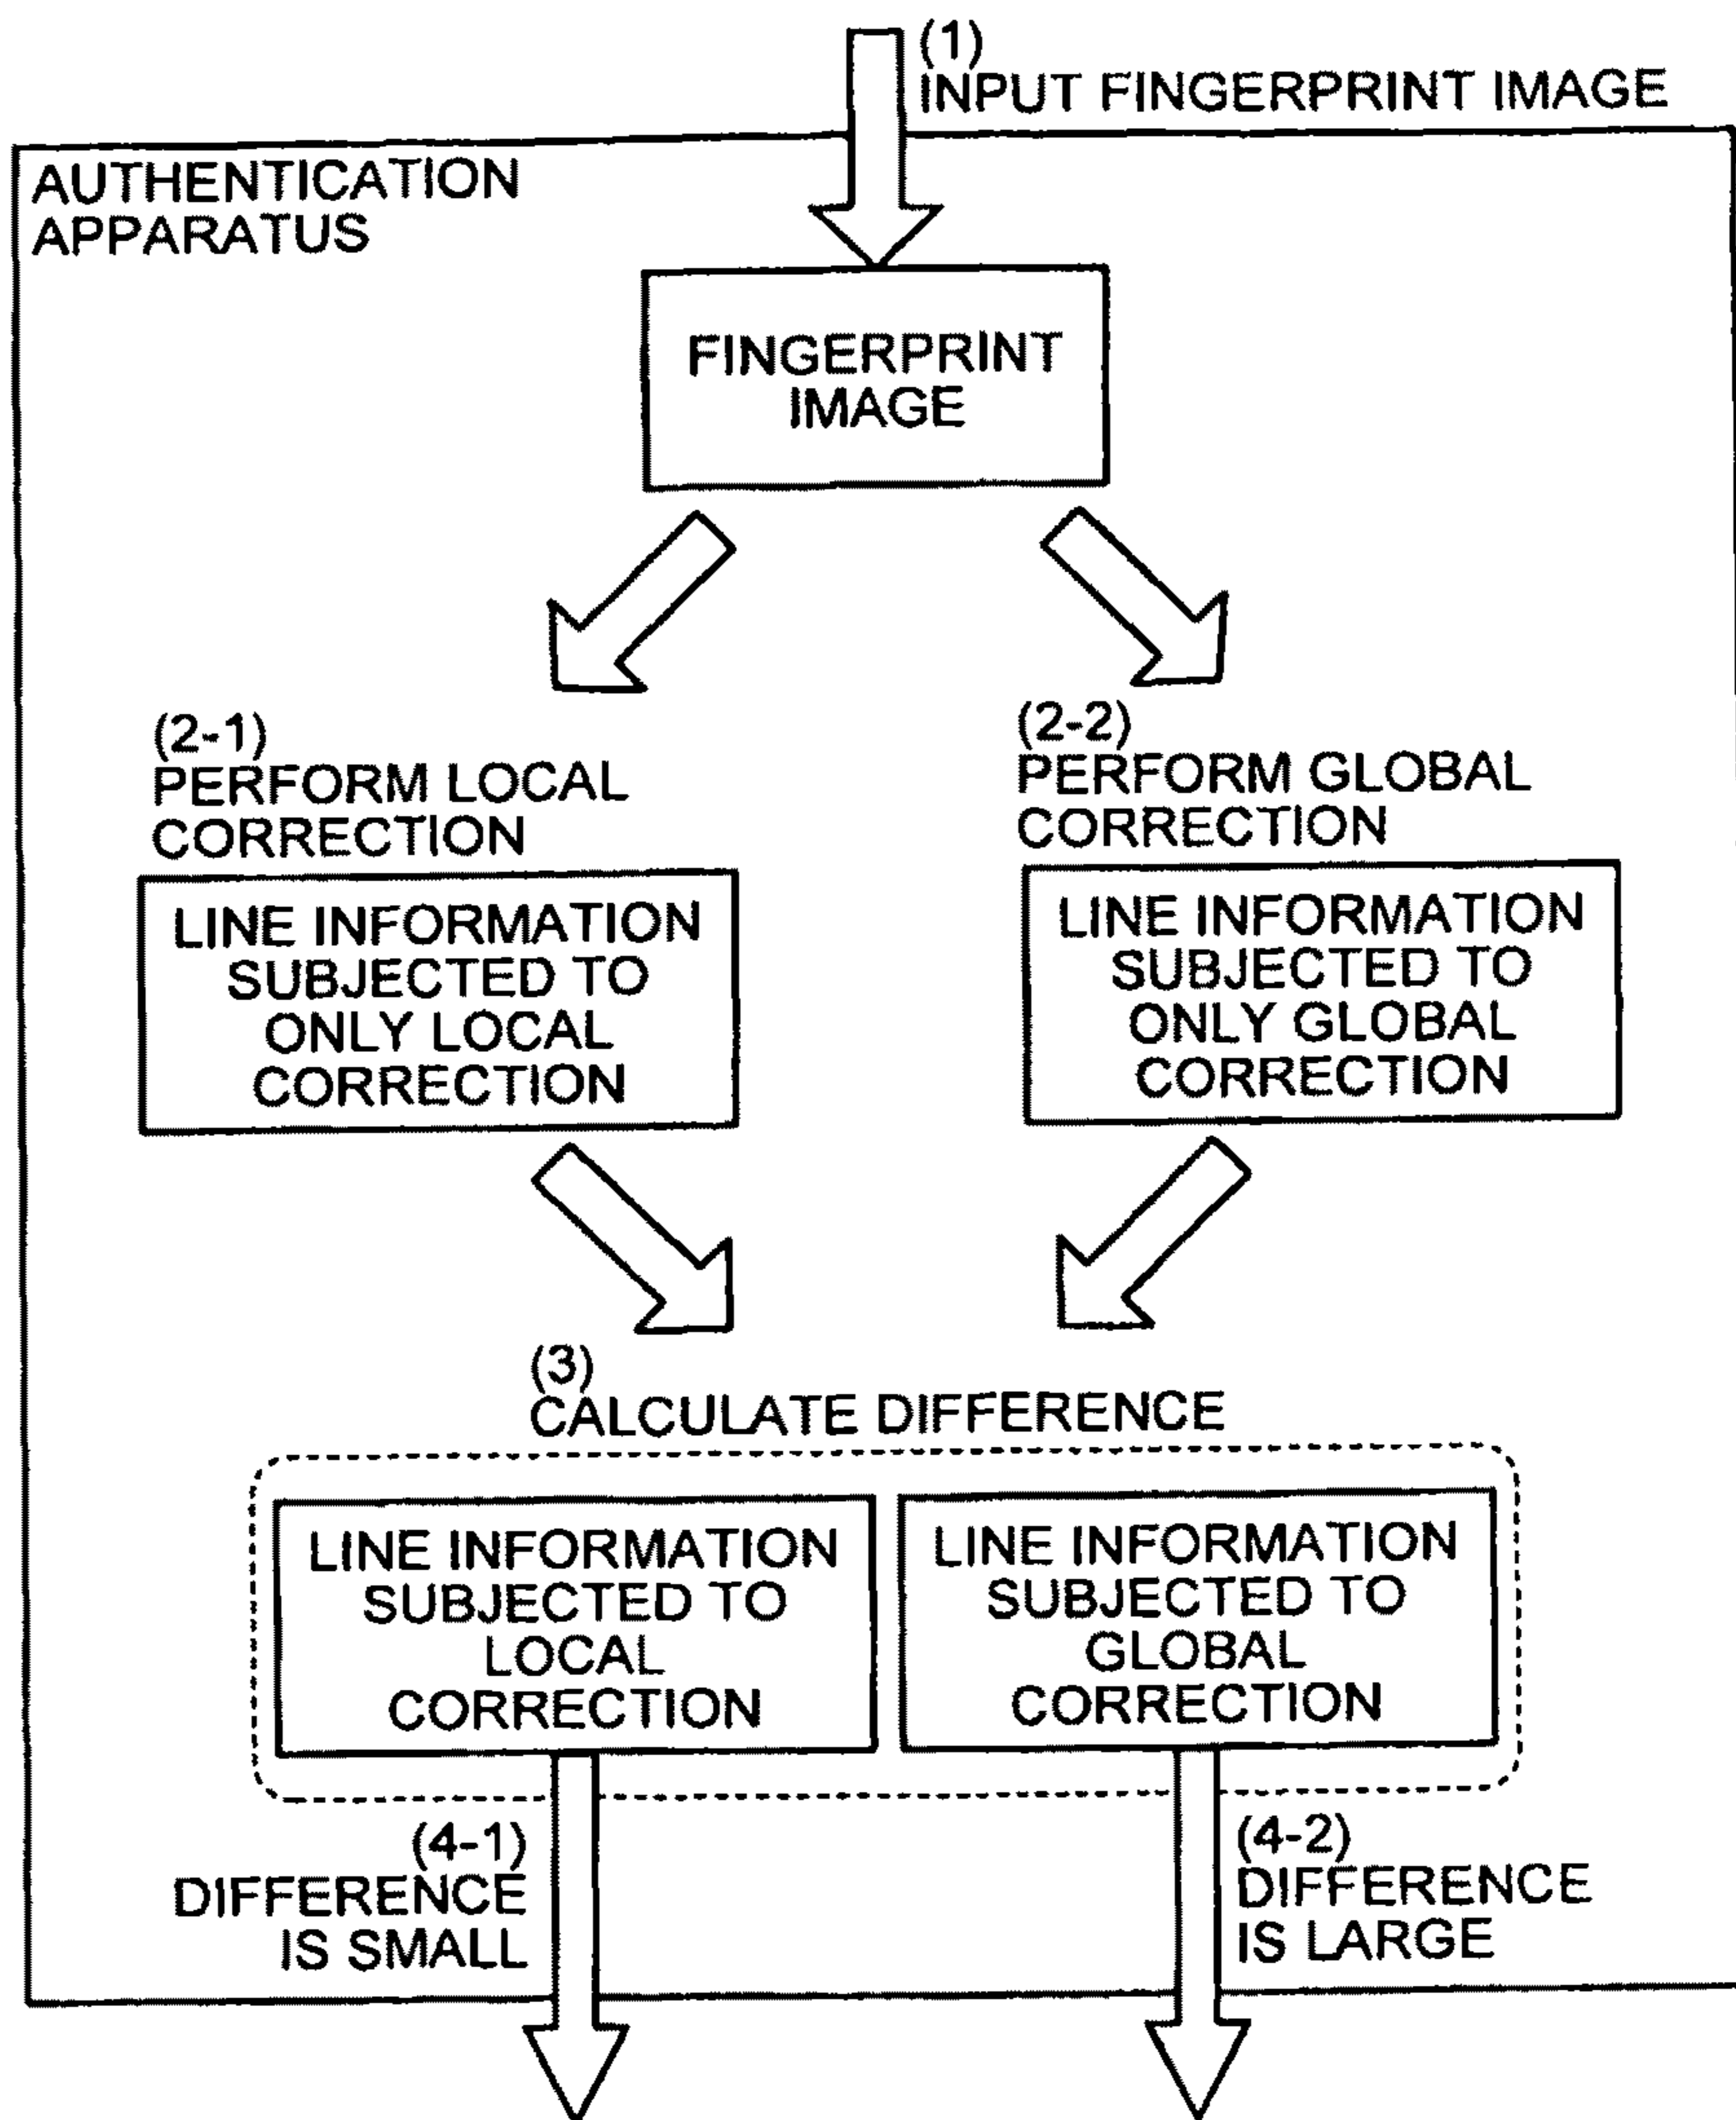 (1)
INPUT FINGERPRINT IMAGE
AUTHENTICATION
APPARATUS
FINGERPRINT
IMAGE
(2-1)
PERFORM LOCAL
CORRECTION
(2-2)
PERFORM GLOBAL
CORRECTION
LINE INFORMATION
SUBJECTED TO
ONLY LOCAL
CORRECTION
LINE INFORMATION
SUBJECTED TO
ONLY GLOBAL
CORRECTION
(3)
CALCULATE DIFFERENCE
LINE INFORMATION
SUBJECTED TO
LOCAL
CORRECTION
LINE INFORMATION
SUBJECTED TO
GLOBAL
CORRECTION
(4-1)
DIFFERENCE
IS SMALL
(4-2)
DIFFERENCE
IS LARGE